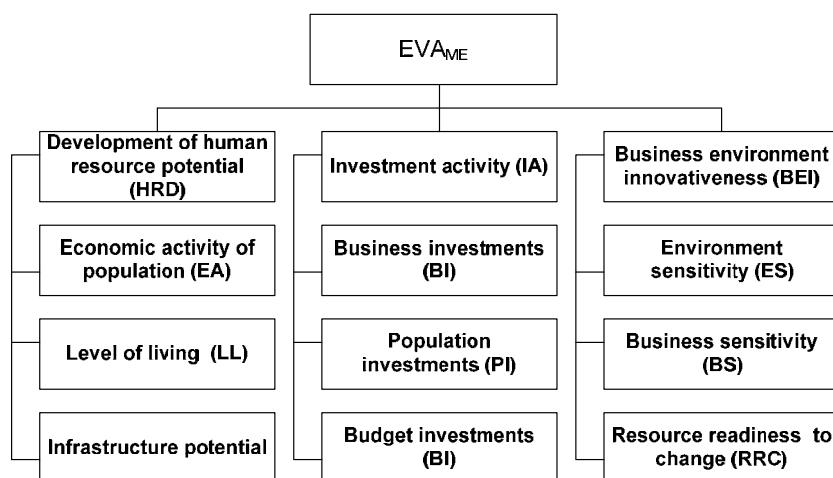 EVAME
Development of human
resource potential
(HRD)
Investment activity (IA)
Business environment
innovativeness (BEI)
Economic activity of
population (EA)
Business investments
(BI)
Environment
sensitivity (ES)
Level of living (LL)
Population
investments (PI)
Business sensitivity
(BS)
Infrastructure potential
Budget investments
(BI)
Resource readiness to
change (RRC)